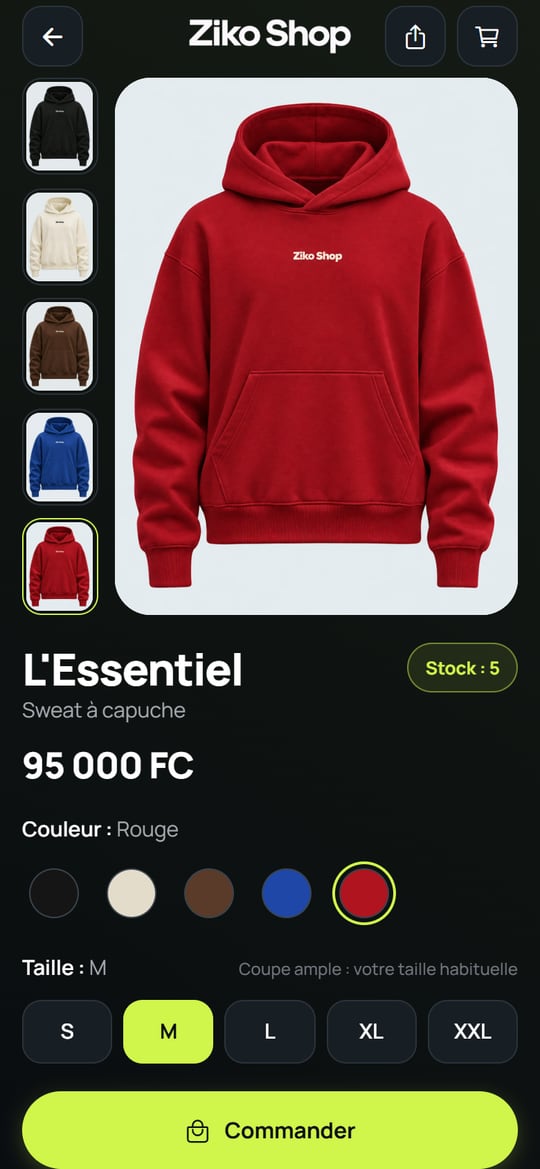 Ziko Shop
Ziko Shop
L'Essentiel
Stock : 5
Sweat à capuche
95 000 FC
Couleur : Rouge
Taille : M
Coupe ample : votre taille habituelle
S
M
L
XL
XXL
Commander